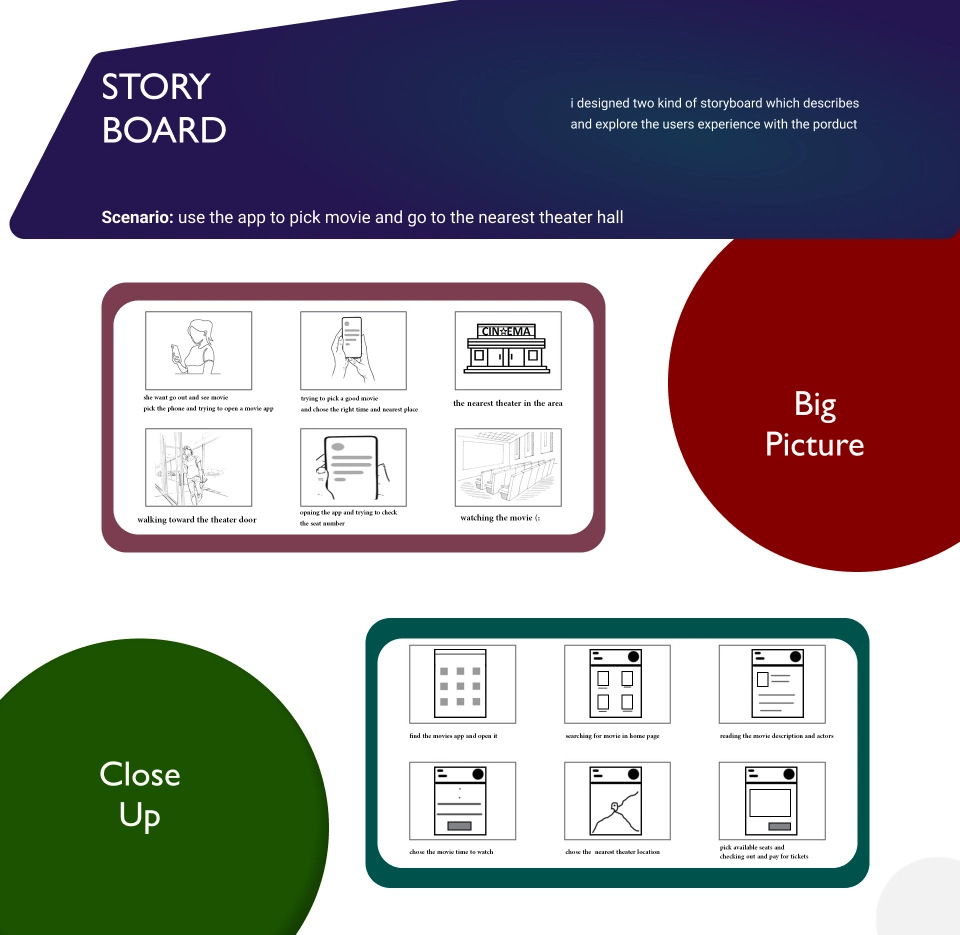 STORY
BOARD
i designed two kind of storyboard which describes
and explore the users experience with the porduct
Scenario: use the app to pick movie and go to the nearest theater hall
CIN☆EMA
she want go out and see movie
pick the phone and trying to open a movie app
trying to pick a good movie
and chose the right time and nearest place
the nearest theater in the area
walking toward the theater door
opning the app and trying to check
the seat number
watching the movie (:
Big
Picture
Close
Up
find the movies app and open it
searching for movie in home page
reading the movie description and actors
chose the movie time to watch
chose the nearest theater location
pick available seats and
checking out and pay for tickets